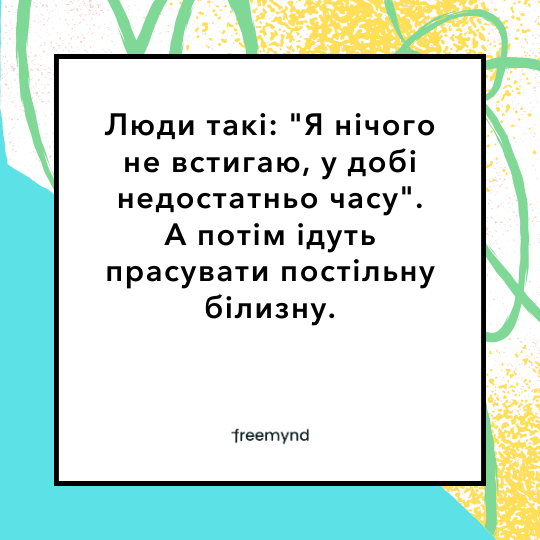 Люди такі: "Я нічого
не встигаю, у добі
недостатньо часу".
А потім ідуть
прасувати постільну
білизну.
freemynd